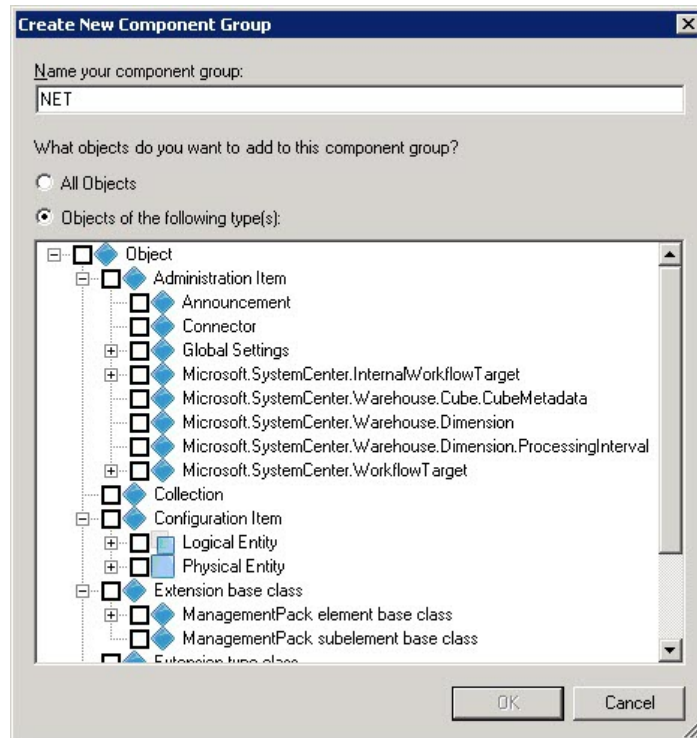 Create New Component Group
Name your component group:
NET
What objects do you want to add to this component group?
All Objects
Objects of the following type(s):
Object
Administration Item
Announcement
Connector
Global Settings
Microsoft.SystemCenter.InternalWorkflowTarget
Microsoft.SystemCenter.Warehouse.Cube.CubeMetadata
Microsoft.SystemCenter.Warehouse.Dimension
Microsoft.SystemCenter.Warehouse.Dimension.ProcessingInterval
Microsoft.SystemCenter.WorkflowTarget
Collection
Configuration Item
Logical Entity
Physical Entity
Extension base class
ManagementPack element base class
ManagementPack subelement base class
Extension type class
OK Cancel